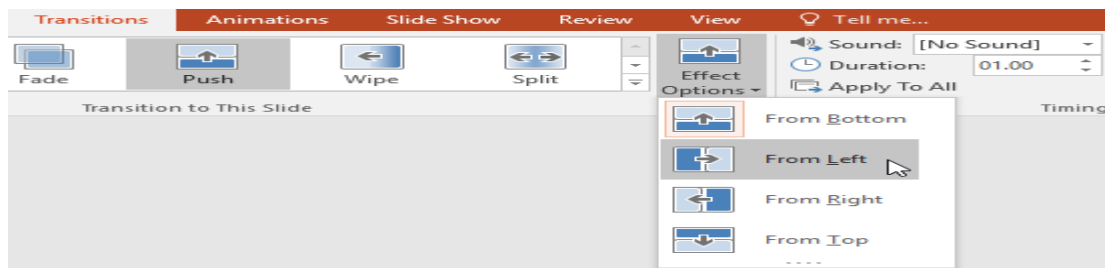 Transitions Animations Slide Show Review View Tell me...
Fade Push Wipe Split Effect Options Sound: [No Sound]
Duration: 01.00
Apply To All
Transition to This Slide Timing
From Bottom
From Left
From Right
From Top